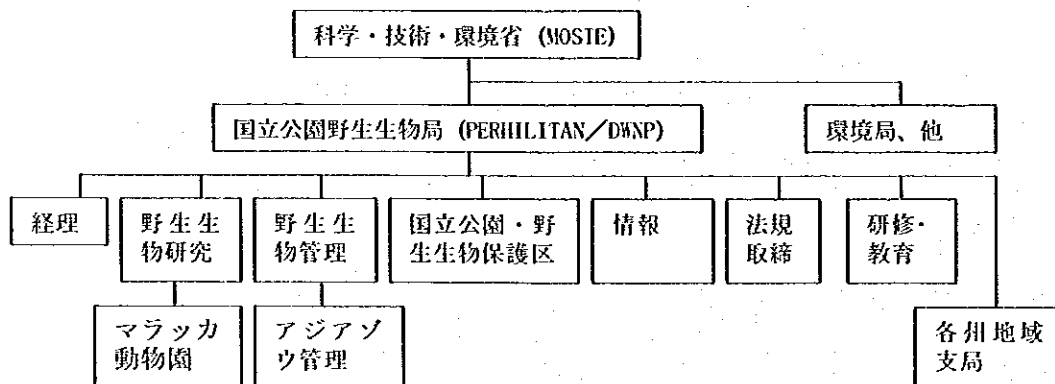 科学・技術・環境省 (MOSTE)
国立公園野生生物局 (PERHILITAN/DWNP)
環境局、他
経理
野生生
物研究
野生生
物管理
国立公園・野
生生物保護区
情報
法規
取締
研修・
教育
マラッカ
動物園
アジアゾ
ウ管理
各州地域
支局